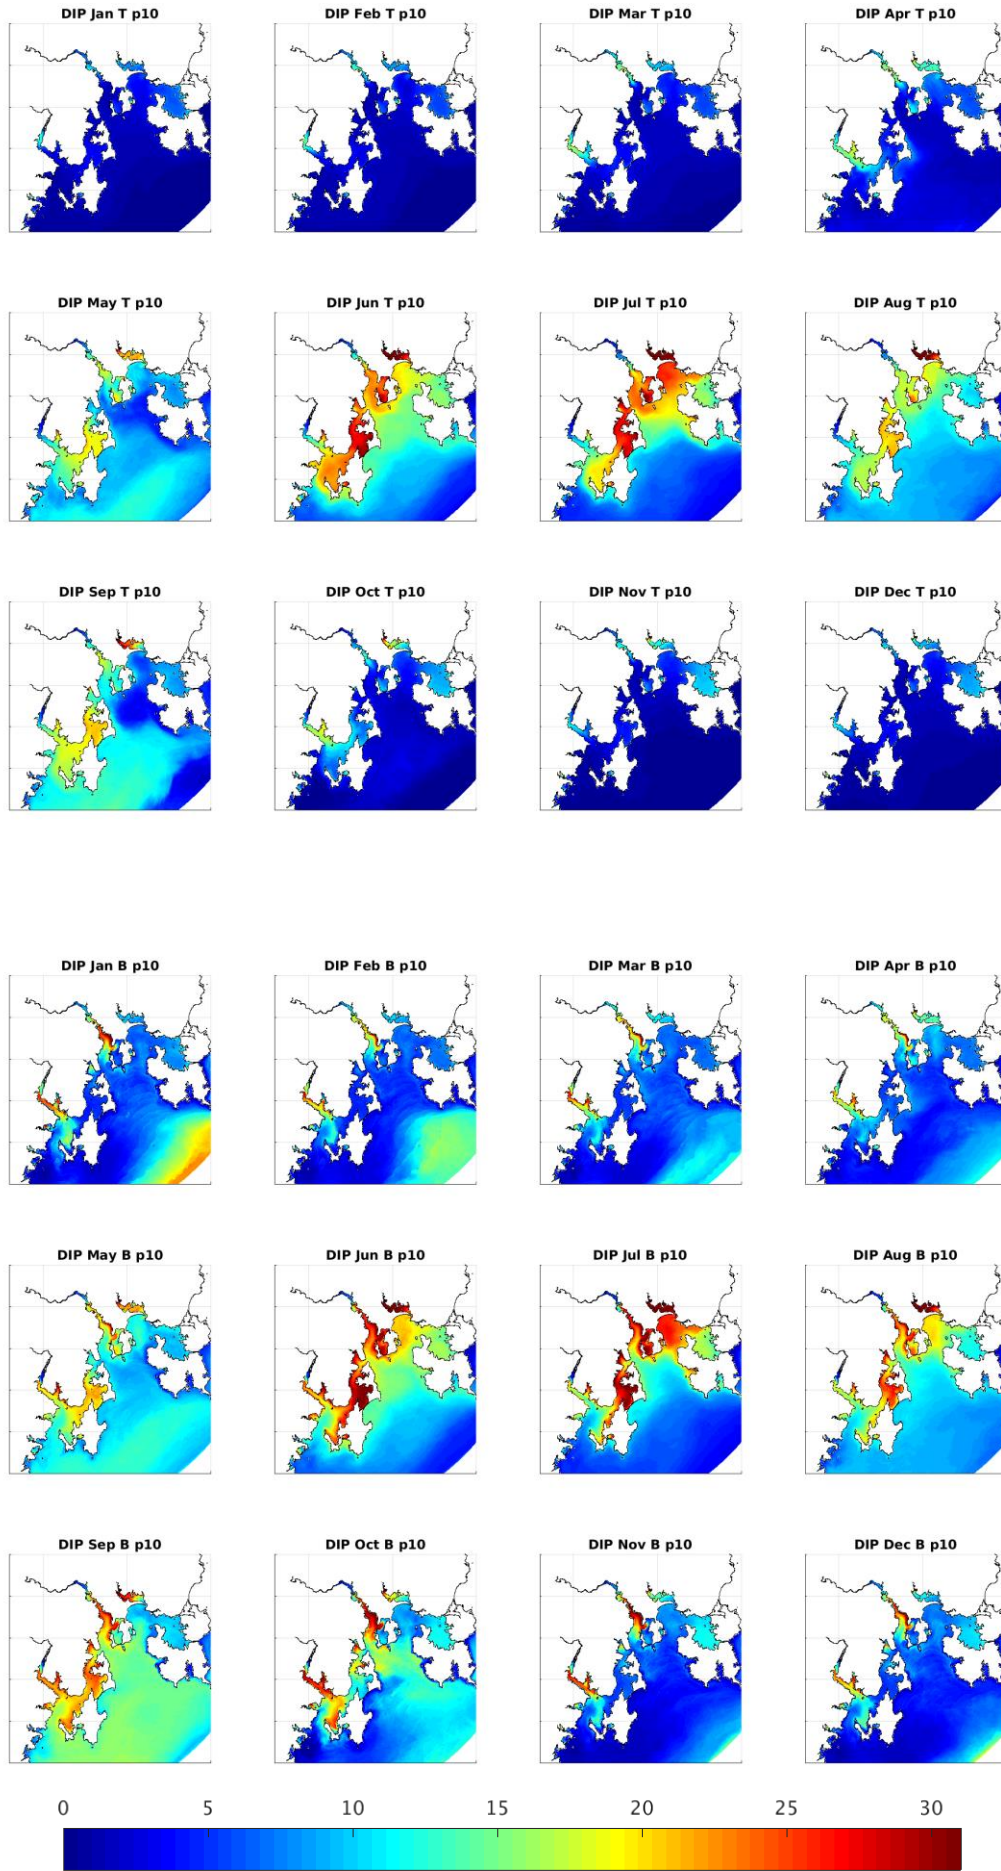 DIP Jan T p10 DIP Feb T p10 DIP Mar T p10 DIP Apr T p10
DIP May T p10 DIP Jun T p10 DIP Jul T p10 DIP Aug T p10
DIP Sep T p10 DIP Oct T p10 DIP Nov T p10 DIP Dec T p10
DIP Jan B p10 DIP Feb B p10 DIP Mar B p10 DIP Apr B p10
DIP May B p10 DIP Jun B p10 DIP Jul B p10 DIP Aug B p10
DIP Sep B p10 DIP Oct B p10 DIP Nov B p10 DIP Dec B p10
0 5 10 15 20 25 30